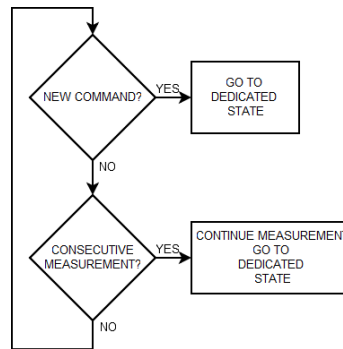 NEW COMMAND?
YES
GO TO
DEDICATED
STATE
NO
CONSECUTIVE
MEASUREMENT?
YES
CONTINUE MEASUREMENT
GO TO
DEDICATED
STATE
NO